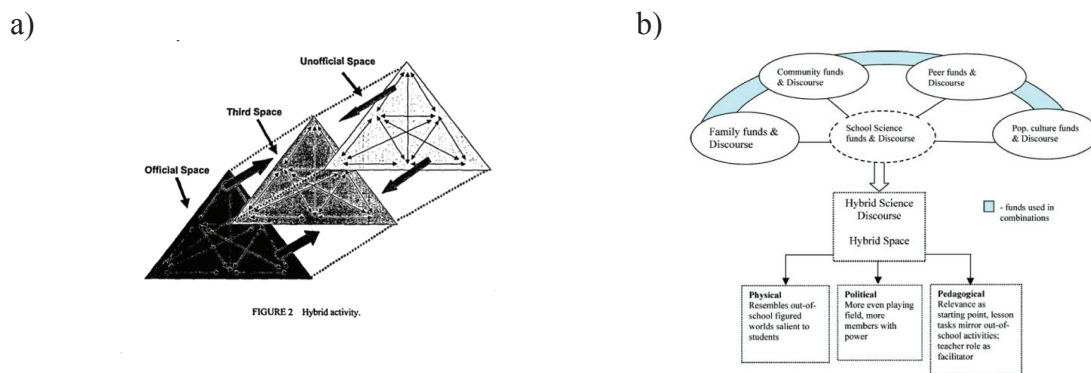 a)
Unofficial Space
Third Space
Official Space
FIGURE 2 Hybrid activity.
b)
Community funds
& Discourse
Peer funds &
Discourse
Family funds &
Discourse
School Science
funds & Discourse
Pop. culture funds
& Discourse
Hybrid Science
Discourse
Hybrid Space
- funds used in
combinations
Physical
Resembles out-of-
school figured
worlds salient to
students
Political
More even playing
field, more
members with
power
Pedagogical
Relevance as
starting point, lesson
tasks mirror out-of-
school activities;
teacher role as
facilitator